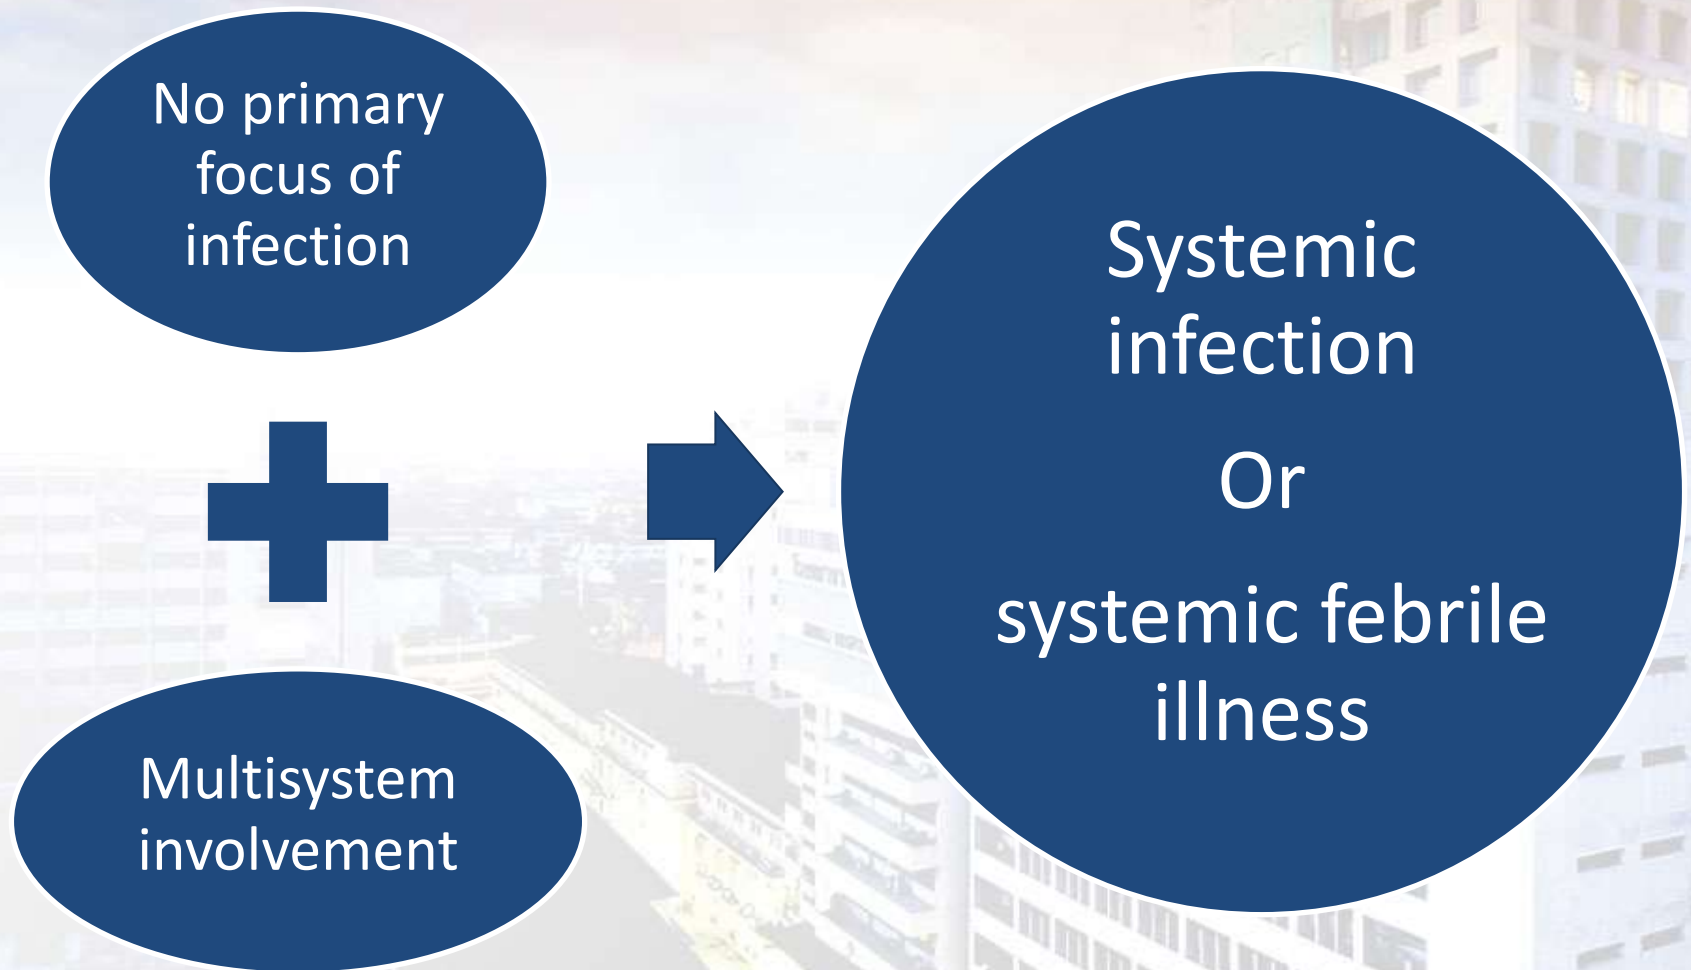 No primary
focus of
infection
Multisystem
involvement
Systemic
infection
Or
systemic febrile
illness